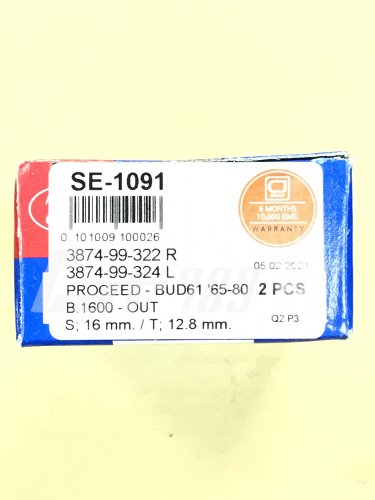 SE-1091
6 MONTHS
10,000 KMS.
WARRANTY
0 101009 100026
3874-99-322 R
3874-99-324 L
05 02 2021
PROCEED - BUD61 '65-80 2 PCS
B.1600 - OUT
S; 16 mm. / T; 12.8 mm.
Q2 P3